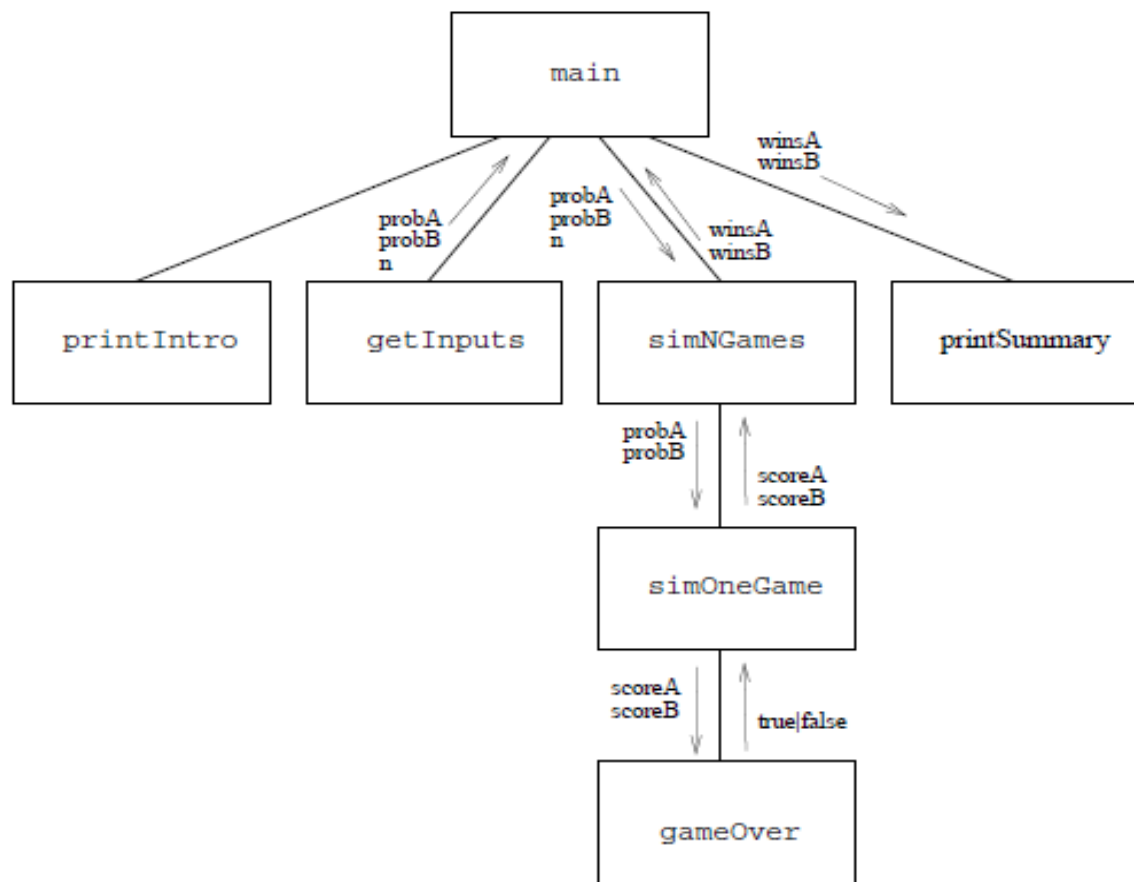 main
winsA
winsB
probA
probB
n
probA
probB
n
winsA
winsB
printIntro
getInputs
simNGames
printSummary
probA
probB
scoreA
scoreB
simOneGame
scoreA
scoreB
true|false
gameOver